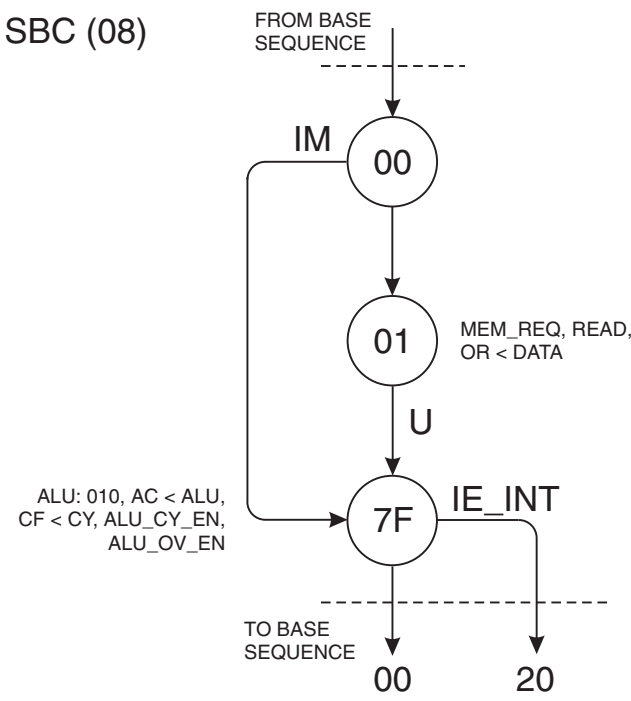 SBC (08)
FROM BASE
SEQUENCE
IM
00
01
MEM_REQ, READ,
OR < DATA
U
ALU: 010, AC < ALU,
CF < CY, ALU_CY_EN,
ALU_OV_EN
7F
IE_INT
TO BASE
SEQUENCE
00
20